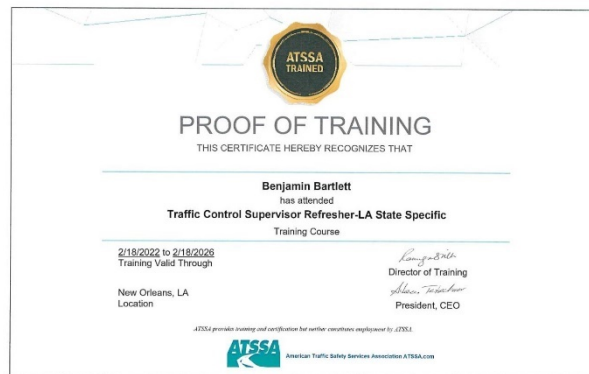 ATSSA
TRAINED
PROOF OF TRAINING
THIS CERTIFICATE HEREBY RECOGNIZES THAT
Benjamin Bartlett
has attended
Traffic Control Supervisor Refresher-LA State Specific
Training Course
2/18/2022 to 2/18/2026
Training Valid Through
Director of Training
New Orleans, LA
Location
President, CEO
ATSSA provides training and certification but neither constitutes employment by ATSSA.
ATSSA
American Traffic Safety Services Association ATSSA.com